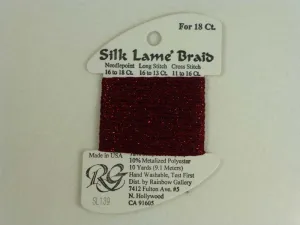 For 18 Ct.
Silk Lamé Braid
Needlepoint Long Stitch Cross Stitch
16 to 18 Ct. 16 to 12 Ct. 11 to 16 Ct.
Made in USA
10% Metalized Polyester
10 Yards (9.1 Meters)
Hand Washable, Test First
Dist. by Rainbow Gallery
7412 Fulton Ave. #5
N. Hollywood
CA 91605
RG
SL139